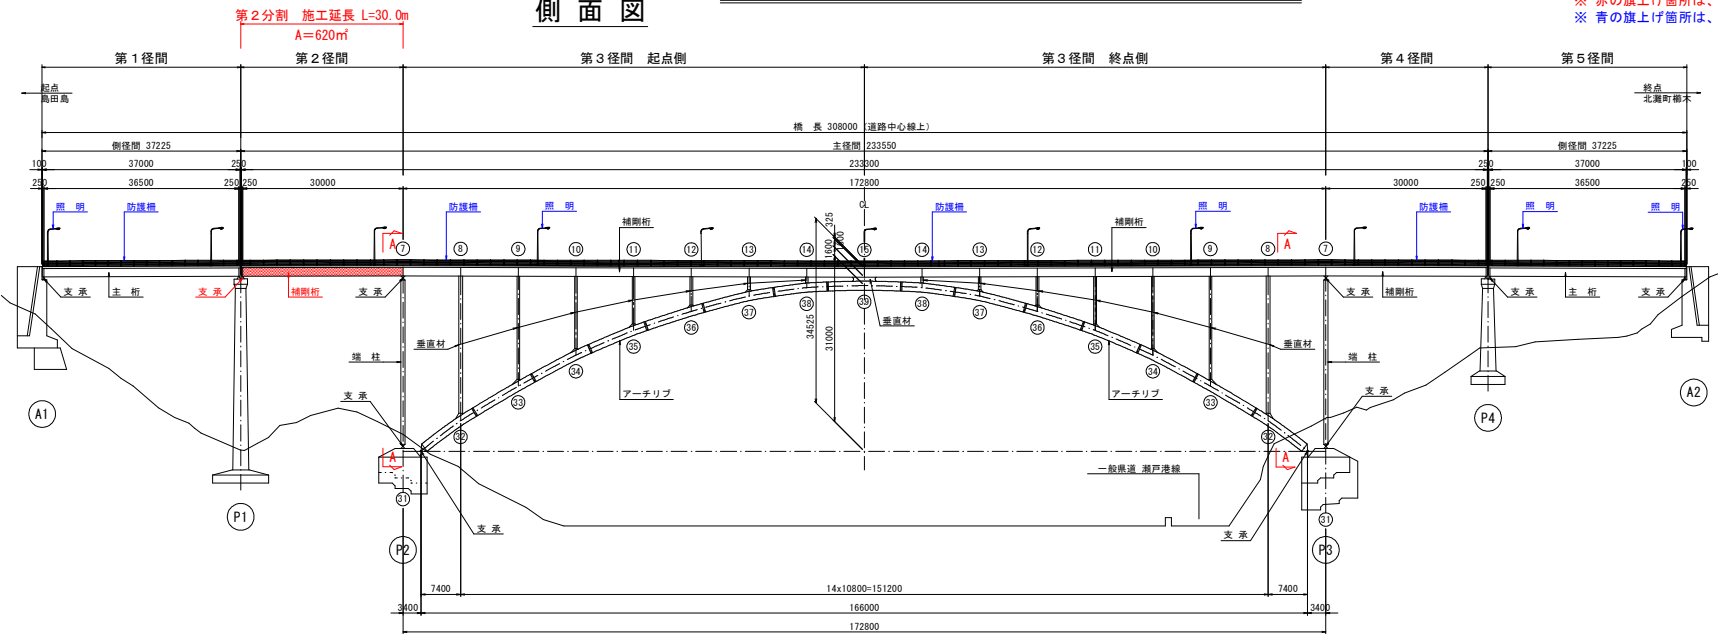 側 面 図
※ 赤の旗上げ箇所は、
※ 青の旗上げ箇所は、
第２分割　施工延長 L=30.0m
A＝620㎡
第１径間
第２径間
第３径間　起点側
第３径間　終点側
第４径間
第５径間
起点
島田島
終点
北灘町櫛木
橋　長 308000（道路中心線上）
側径間 37225
主径間 233550
側径間 37225
100
37000
250
233300
250
37000
100
250
36500
250
250
30000
172800
30000
250
250
36500
250
照　明
防護柵
防護柵
照　明
補剛桁
325
CL
防護柵
補剛桁
照　明
防護柵
照　明
照　明
A
7
8
9
10
11
12
13
14
1600
15
14
13
12
11
10
9
8
A
7
支 承
主　桁
支 承
補剛桁
支 承
支 承
補剛桁
支 承
主　桁
支 承
38
39
38
37
37
36
36
35
35
34
34
33
33
32
32
34525
31000
垂直材
垂直材
垂直材
端　柱
端　柱
アーチリブ
アーチリブ
支 承
支 承
A1
A2
P4
A
A
一般県道 瀬戸港線
31
31
P1
支 承
支 承
P2
P3
7400
14x10800=151200
7400
3400
166000
3400
172800